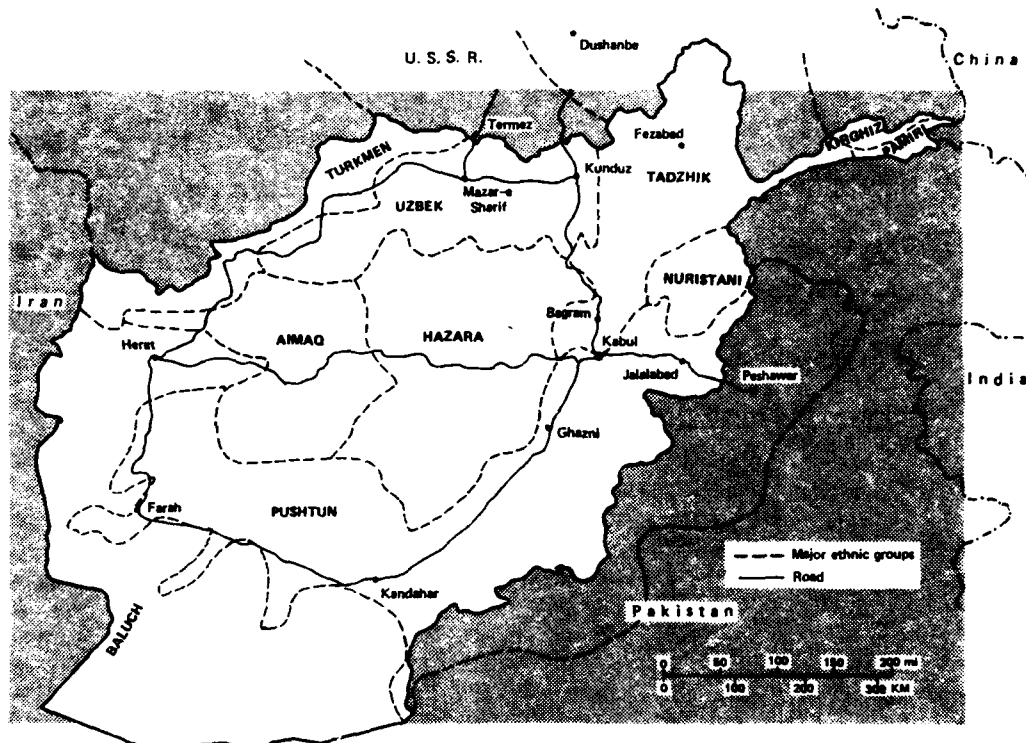 U. S. S. R.
Dushanbe
China
Termez
Fezabad
KIRGHIZ
PAMIRI
TURKMEN
Kunduz
TADZHIK
Mazar-e
Sharif
UZBEK
NURISTANI
Iran
Bagram
Herat
AIMAQ
HAZARA
Kabul
Jalalabad
Peshawar
India
Ghazni
Farah
PUSHTUN
Major ethnic groups
Road
Kandahar
Pakistan
BALUCH
0 50 100 150 200 mi
0 100 200 300 KM